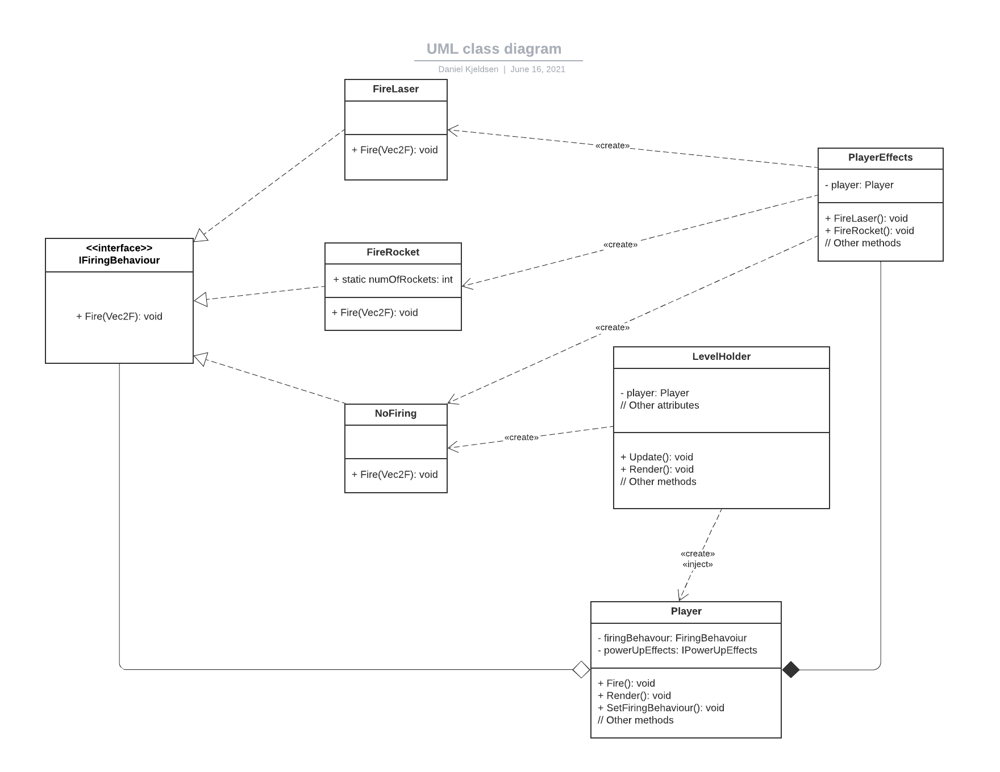 UML class diagram
Daniel Kjeldsen | June 16, 2021
FireLaser
+ Fire(Vec2F): void
«create»
PlayerEffects
- player: Player
+ FireLaser(): void
+ FireRocket(): void
// Other methods
<<interface>>
IFiringBehaviour
+ Fire(Vec2F): void
FireRocket
+ static numOfRockets: int
+ Fire(Vec2F): void
«create»
«create»
LevelHolder
- player: Player
// Other attributes
+ Update(): void
+ Render(): void
// Other methods
NoFiring
+ Fire(Vec2F): void
«create»
«create»
«inject»
Player
- firingBehavour: FiringBehavoiur
- powerUpEffects: IPowerUpEffects
+ Fire(): void
+ Render(): void
+ SetFiringBehaviour(): void
// Other methods